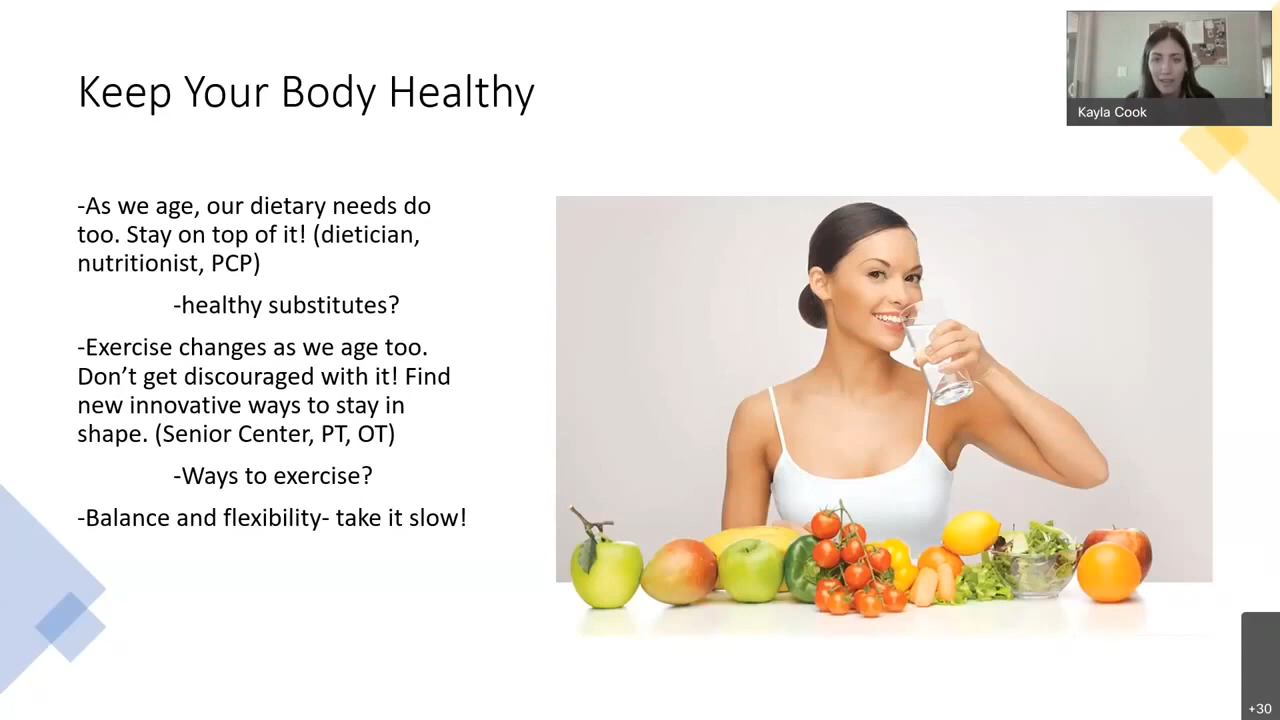 Keep Your Body Healthy
Kayla Cook
-As we age, our dietary needs do
too. Stay on top of it! (dietician,
nutritionist, PCP)
-healthy substitutes?
-Exercise changes as we age too.
Don’t get discouraged with it! Find
new innovative ways to stay in
shape. (Senior Center, PT, OT)
-Ways to exercise?
-Balance and flexibility- take it slow!
+30